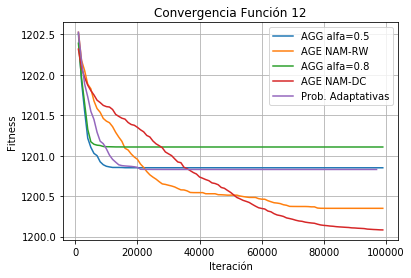 Convergencia Función 12
Fitness
1202.5
1202.0
1201.5
1201.0
1200.5
1200.0
AGG alfa=0.5
AGE NAM-RW
AGG alfa=0.8
AGE NAM-DC
Prob. Adaptativas
0 20000 40000 60000 80000 100000
Iteración